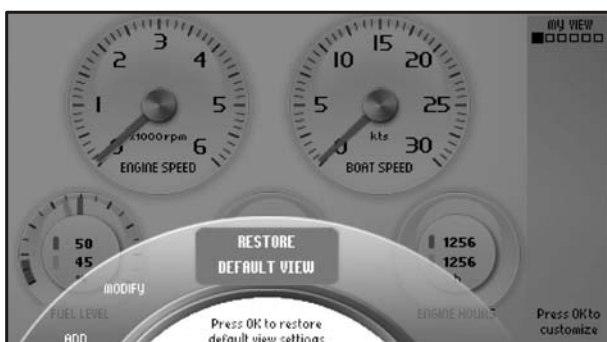 MY VIEW
1 2 3 4 5 6
x1000 rpm
ENGINE SPEED
5 10 15 20 25 30
kts
BOAT SPEED
50
45
FUEL LEVEL
1256
1256
h
ENGINE HOURS
RESTORE
DEFAULT VIEW
MODIFY
ADD
Press OK to restore
default view settings
Press OK to
customize